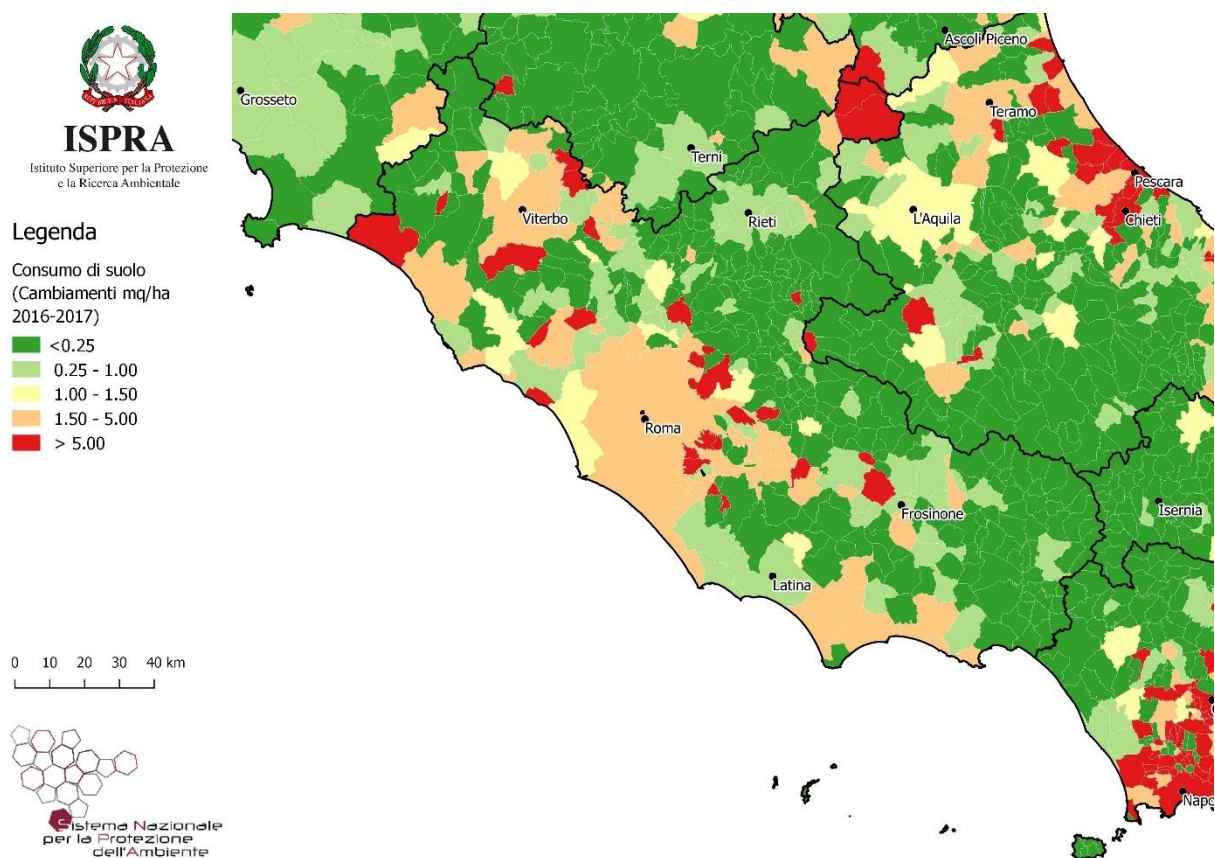 ISPRA
Istituto Superiore per la Protezione
e la Ricerca Ambientale
Legenda
Consumo di suolo
(Cambiamenti mq/ha
2016-2017)
<0.25
0.25 - 1.00
1.00 - 1.50
1.50 - 5.00
> 5.00
0 10 20 30 40 km
Sistema Nazionale
per la Protezione
dell'Ambiente
Ascoli Piceno
Grosseto
Teramo
Terni
Pescara
Viterbo
Rieti
L'Aquila
Chieti
Roma
Frosinone
Isernia
Latina
Napo